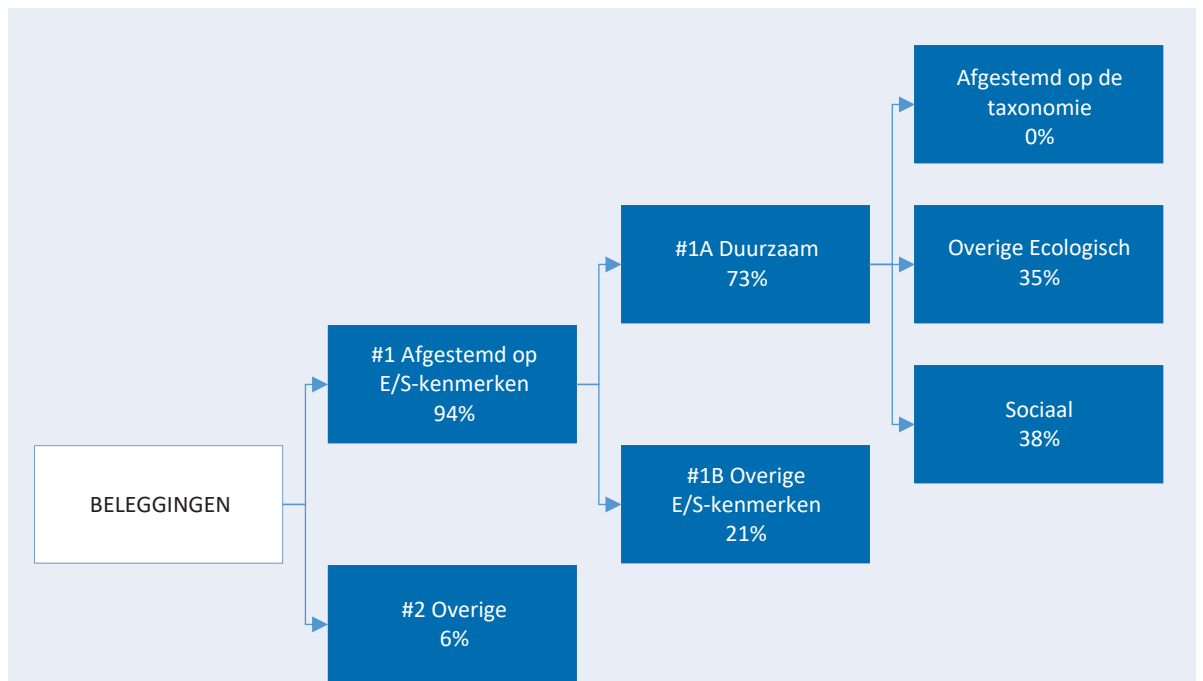 BELEGGINGEN
#1 Afgestemd op
E/S-kenmerken
94%
#2 Overige
6%
#1A Duurzaam
73%
#1B Overige
E/S-kenmerken
21%
Afgestemd op de
taxonomie
0%
Overige Ecologisch
35%
Sociaal
38%